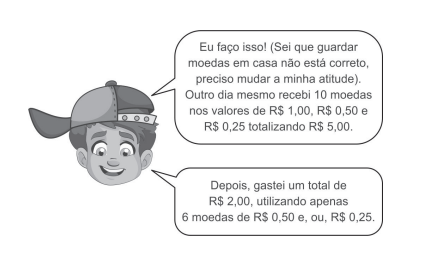 Eu faço isso! (Sei que guardar
moedas em casa não está correto,
preciso mudar a minha atitude).
Outro dia mesmo recebi 10 moedas
nos valores de R$ 1,00, R$ 0,50 e
R$ 0,25 totalizando R$ 5,00.
Depois, gastei um total de
R$ 2,00, utilizando apenas
6 moedas de R$ 0,50 e, ou, R$ 0,25.